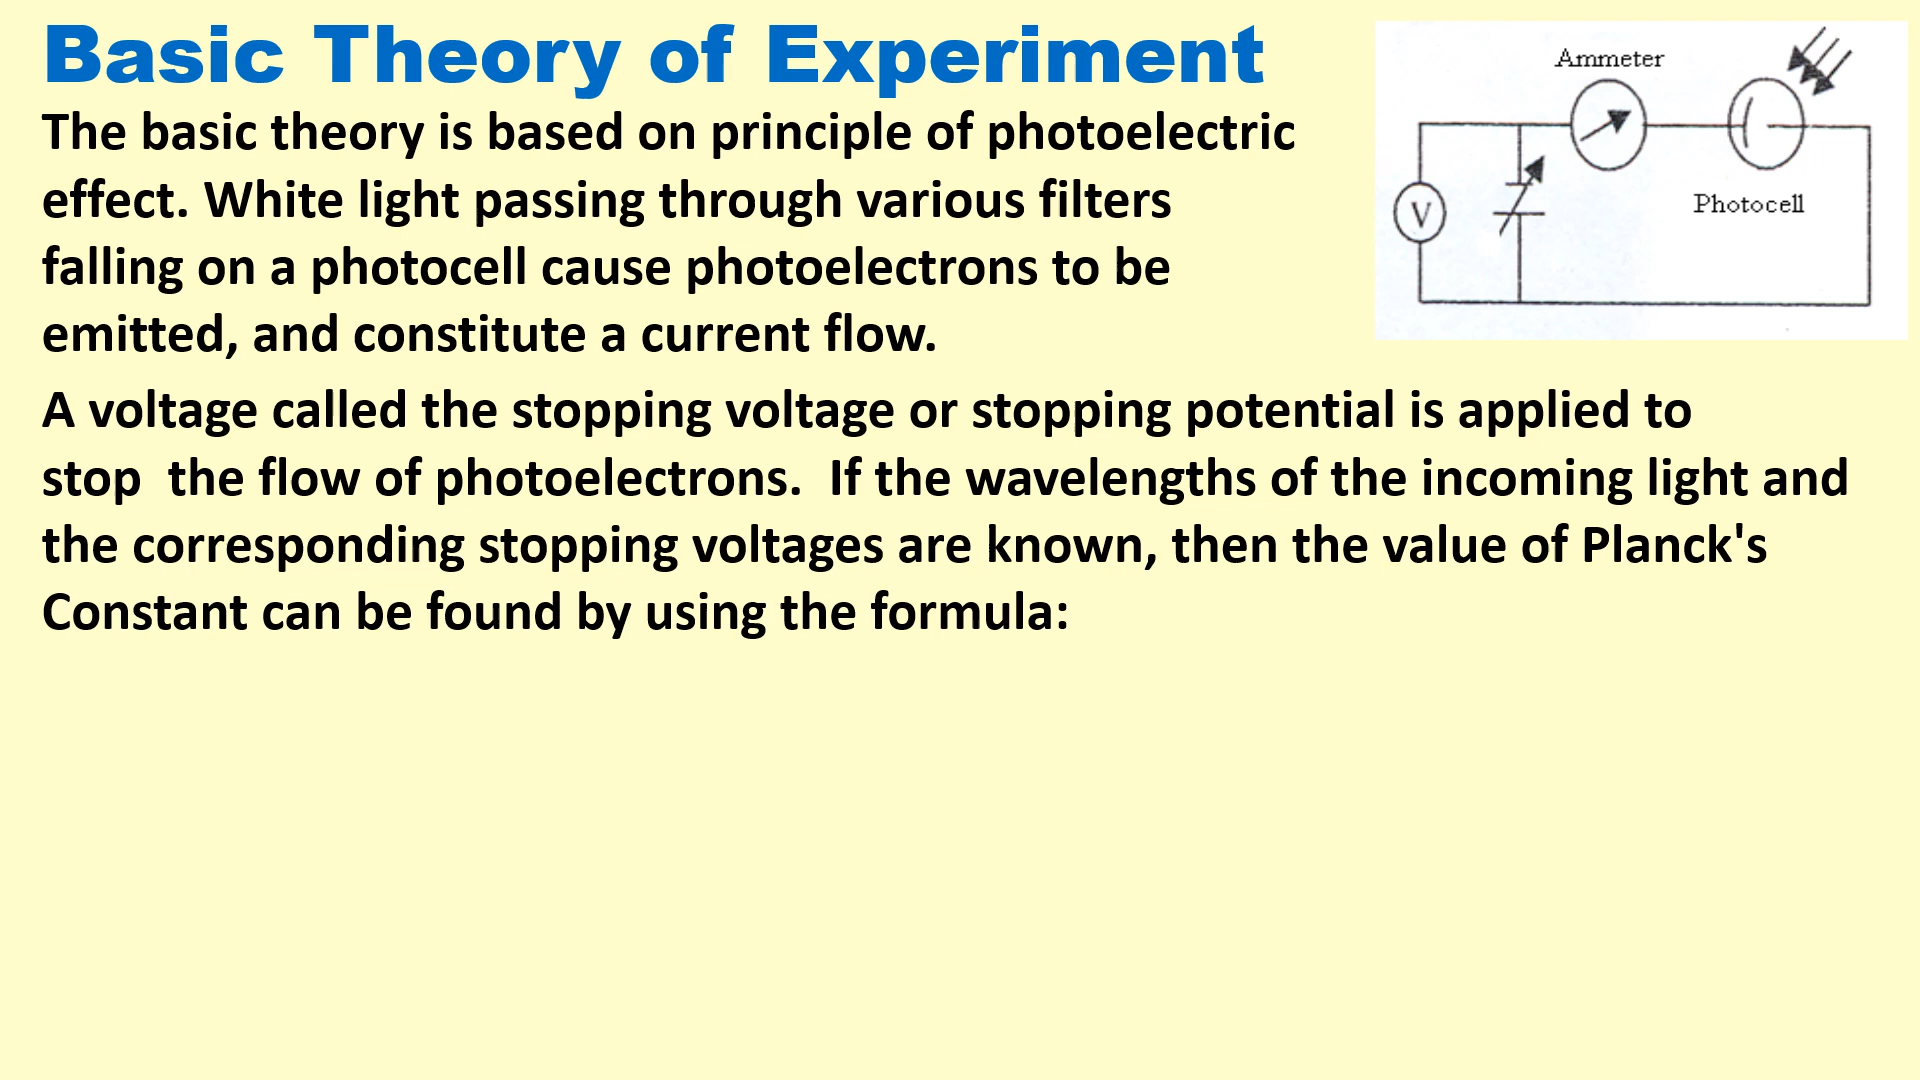 Basic Theory of Experiment
The basic theory is based on principle of photoelectric
effect. White light passing through various filters
falling on a photocell cause photoelectrons to be
emitted, and constitute a current flow.
Ammeter
V
Photocell
A voltage called the stopping voltage or stopping potential is applied to
stop  the flow of photoelectrons.  If the wavelengths of the incoming light and
the corresponding stopping voltages are known, then the value of Planck's
Constant can be found by using the formula: